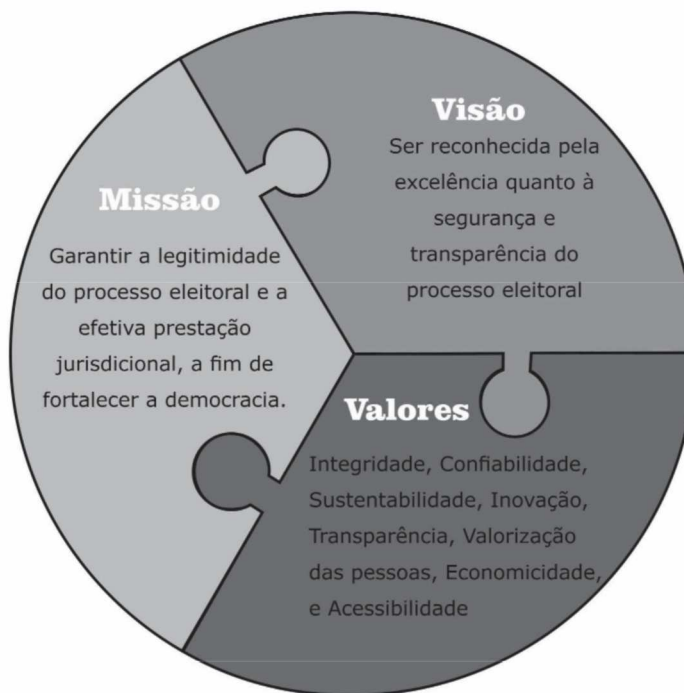 Visão
Ser reconhecida pela
excelência quanto à
segurança e
transparência do
processo eleitoral
Missão
Garantir a legitimidade
do processo eleitoral e a
efetiva prestação
jurisdicional, a fim de
fortalecer a democracia.
Valores
Integridade, Confiabilidade,
Sustentabilidade, Inovação,
Transparência, Valorização
das pessoas, Economicidade,
e Acessibilidade